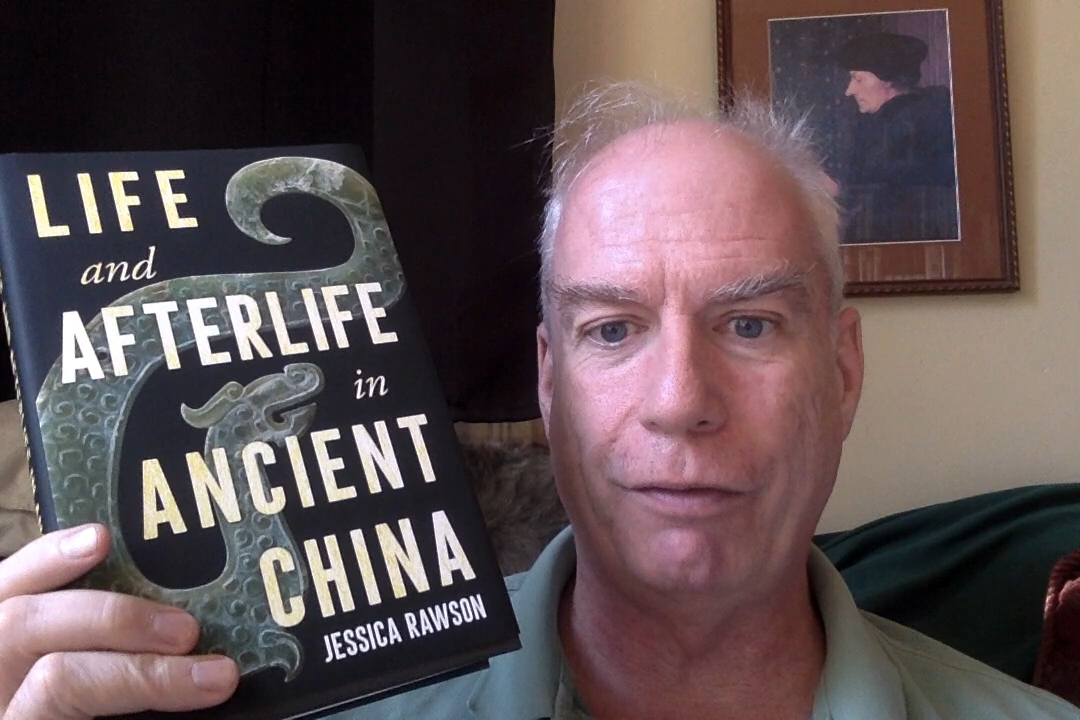 LIFE
and
AFTERLIFE
in
ANCIENT
CHINA
JESSICA RAWSON